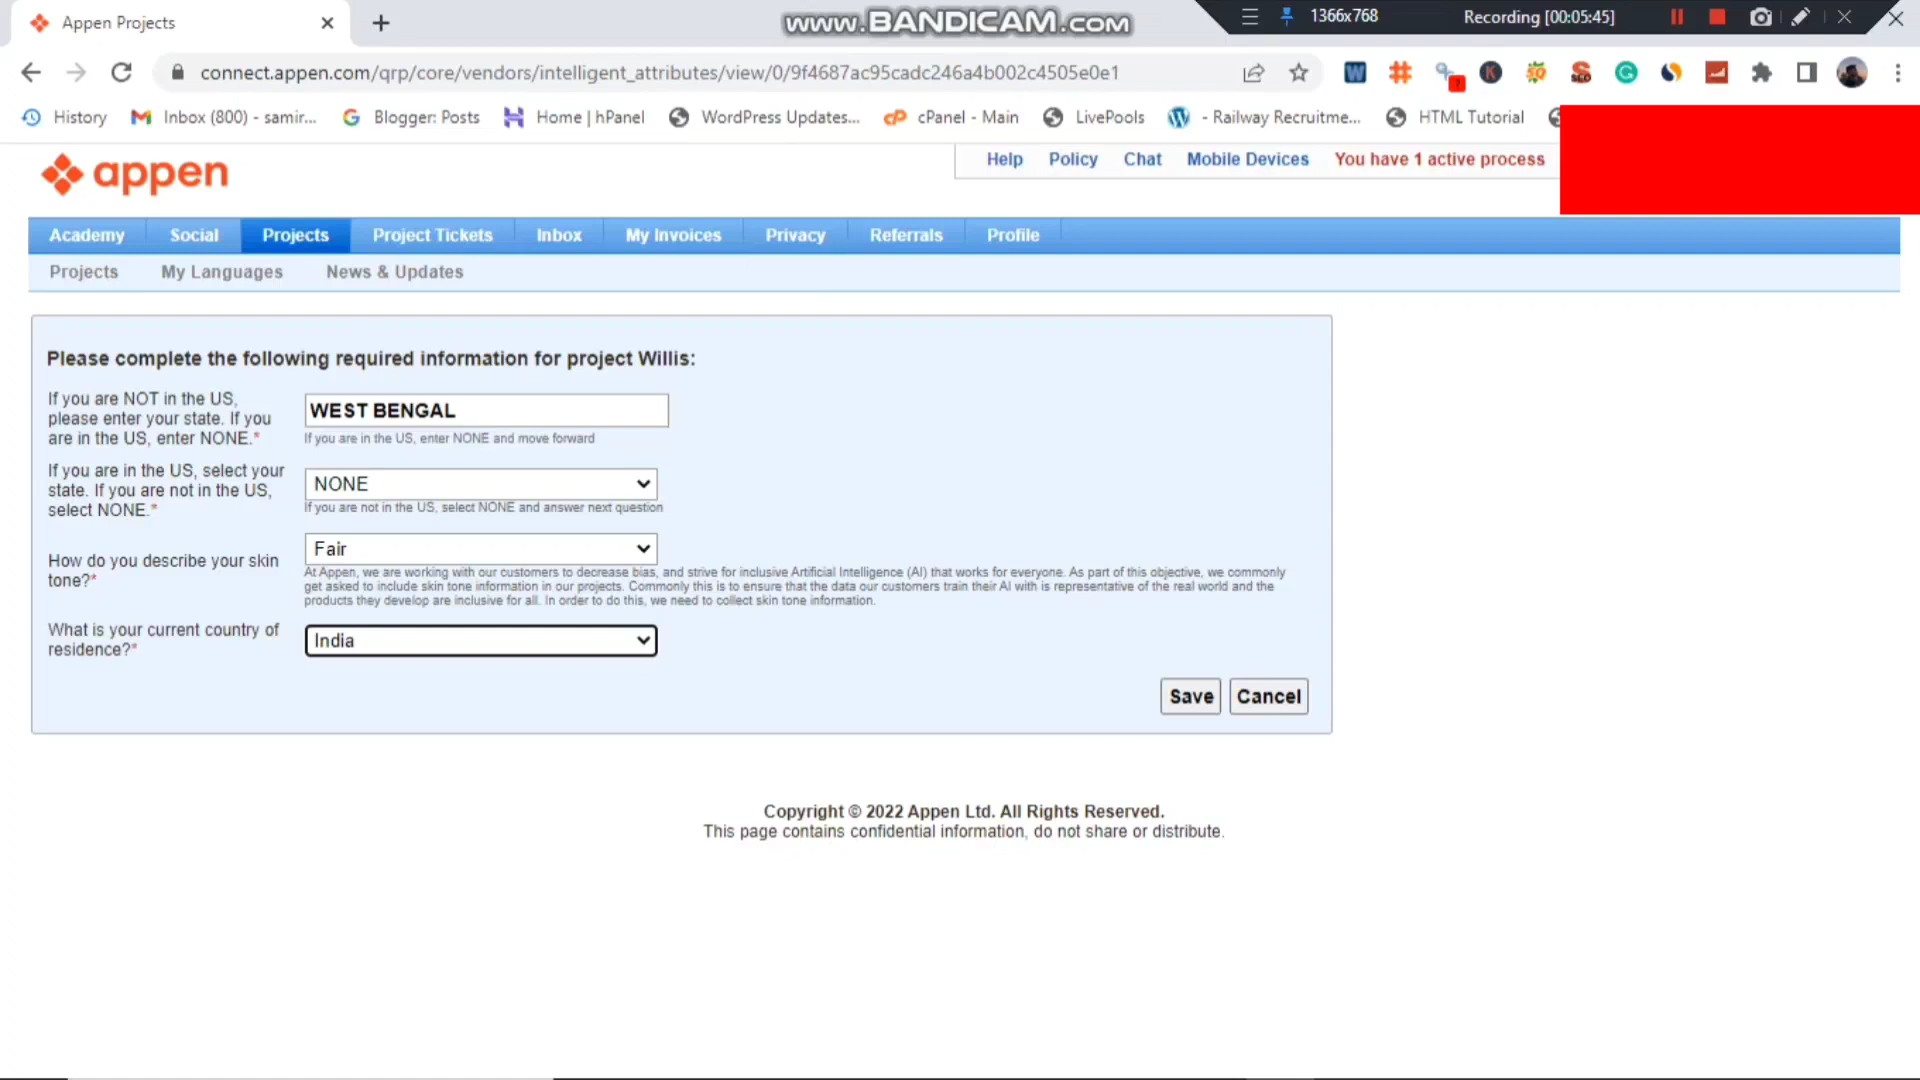 Appen Projects
www.BANDICAM.com
1366x768
Recording [00:05:45]
connect.appen.com/qrp/core/vendors/intelligent_attributes/view/0/9f4687ac95cadc246a4b002c4505e0e1
History
Inbox (800) - samir...
Blogger: Posts
Home | hPanel
WordPress Updates...
cPanel - Main
LivePools
- Railway Recruitme...
HTML Tutorial
appen
Help
Policy
Chat
Mobile Devices
You have 1 active process
Academy
Social
Projects
Project Tickets
Inbox
My Invoices
Privacy
Referrals
Profile
Projects
My Languages
News & Updates
Please complete the following required information for project Willis:
If you are NOT in the US,
please enter your state. If you
are in the US, enter NONE.*
WEST BENGAL
If you are in the US, enter NONE and move forward
If you are in the US, select your
state. If you are not in the US,
select NONE.*
NONE
If you are not in the US, select NONE and answer next question
How do you describe your skin
tone?*
Fair
At Appen, we are working with our customers to decrease bias, and strive for inclusive Artificial Intelligence (AI) that works for everyone. As part of this objective, we commonly
get asked to include skin tone information in our projects. Commonly this is to ensure that the data our customers train their AI with is representative of the real world and the
products they develop are inclusive for all. In order to do this, we need to collect skin tone information.
What is your current country of
residence?*
India
Save
Cancel
Copyright © 2022 Appen Ltd. All Rights Reserved.
This page contains confidential information, do not share or distribute.